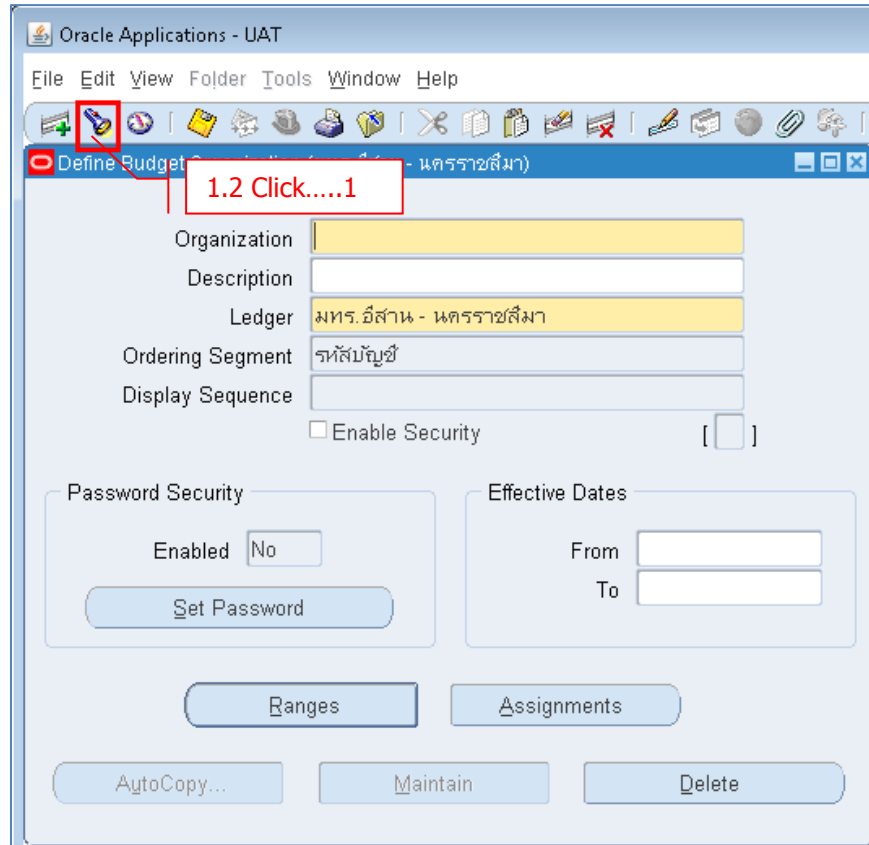 Oracle Applications - UAT
File Edit View Folder Tools Window Help
Define Budget - นครราชสีมา)
1.2 Click.....1
Organization
Description
Ledger มทร.อีสาน - นครราชสีมา
Ordering Segment รหัสบัญชี
Display Sequence
Enable Security [ ]
Password Security Effective Dates
Enabled No From
To
Set Password
Ranges Assignments
AutoCopy... Maintain Delete